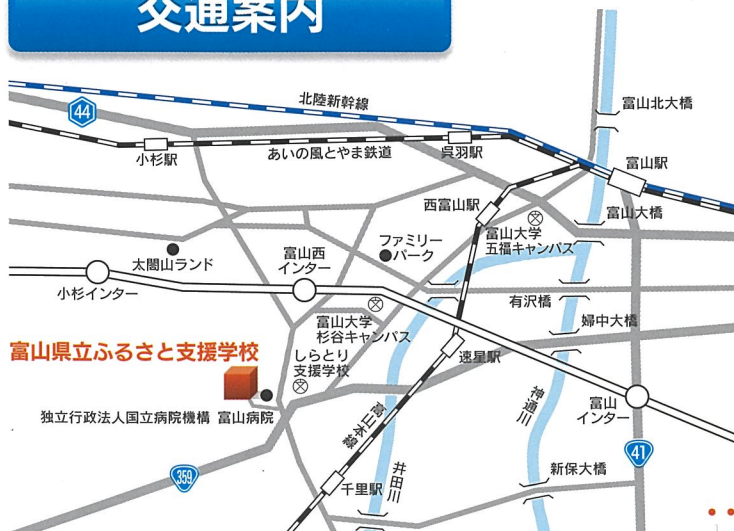 交通案内
北陸新幹線
44
富山北大橋
小杉駅
あいの風とやま鉄道
呉羽駅
富山駅
西富山駅
富山大橋
富山大学
五福キャンパス
ファミリー
パーク
太閤山ランド
富山西
インター
小杉インター
有沢橋
富山大学
杉谷キャンパス
婦中大橋
富山県立ふるさと支援学校
しらとり
支援学校
速星駅
独立行政法人国立病院機構 富山病院
高山本線
神通川
富山
インター
井田川
359
41
千里駅
新保大橋